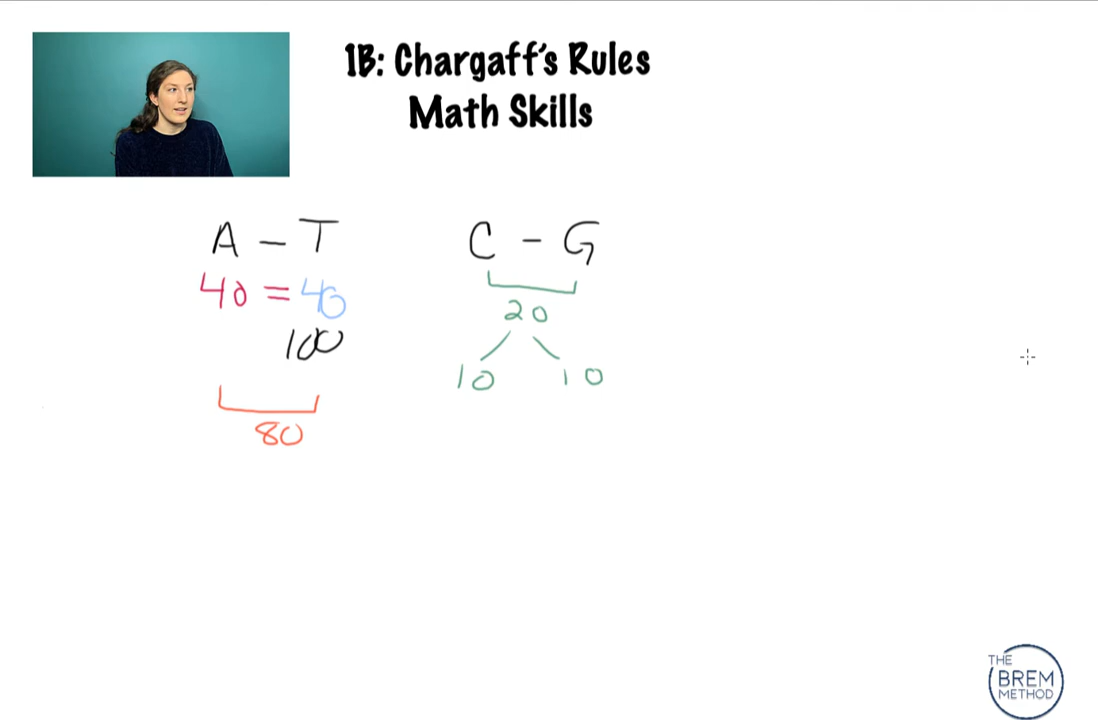 1B: Chargaff's Rules
Math Skills
A – T
C – G
40 = 40
20
100
10 10
80
THE
BREM
METHOD